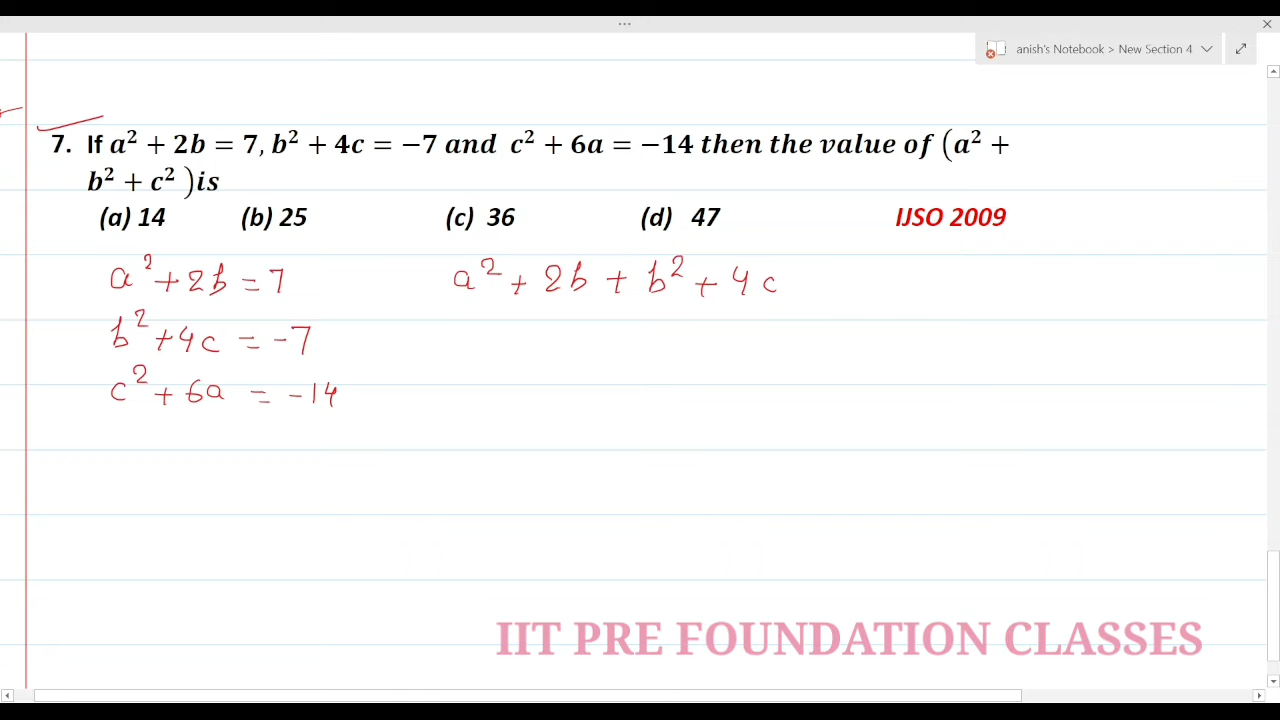 anish's Notebook > New Section 4
7. If a² + 2b = 7, b² + 4c = −7 and c² + 6a = −14 then the value of (a² +
b² + c² ) is
(a) 14 (b) 25 (c) 36 (d) 47 IJSO 2009
a² + 2b = 7 a² + 2b + b² + 4c
b² + 4c = -7
c² + 6a = -14
IIT PRE FOUNDATION CLASSES